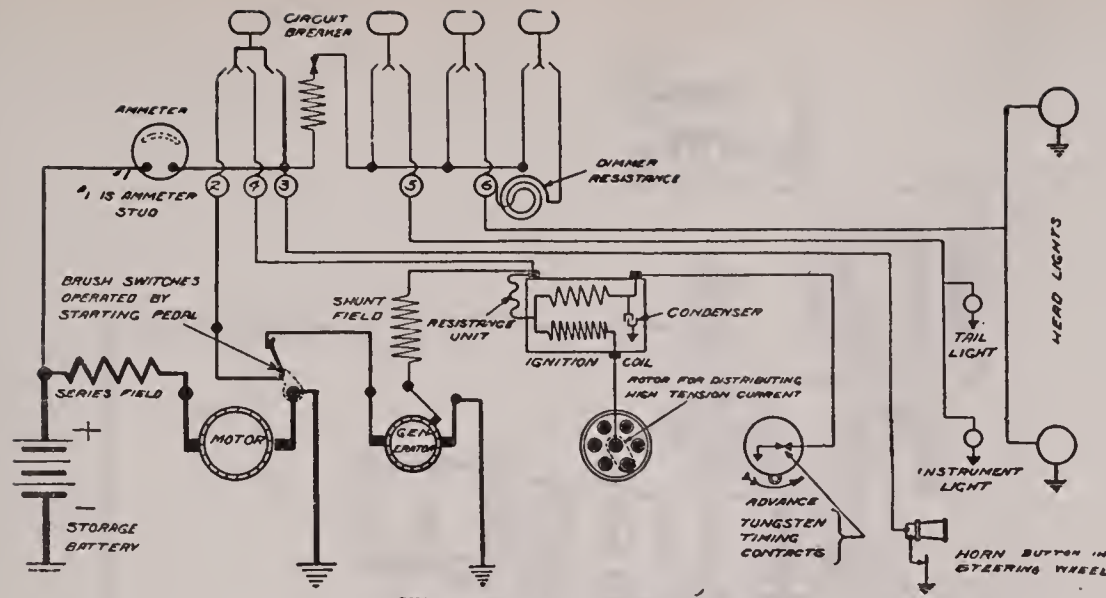 CIRCUIT
BREAKER
AMMETER
#1
#1 IS AMMETER
STUD
2
4
3
5
6
DIMMER
RESISTANCE
BRUSH SWITCHES
OPERATED BY
STARTING PEDAL
SHUNT
FIELD
RESISTANCE
UNIT
CONDENSER
IGNITION COIL
HEAD LIGHTS
TAIL
LIGHT
SERIES FIELD
MOTOR
GEN-
ERATOR
ROTOR FOR DISTRIBUTING
HIGH TENSION CURRENT
+
-
STORAGE
BATTERY
A
ADVANCE
TUNGSTEN
TIMING
CONTACTS
INSTRUMENT
LIGHT
HORN BUTTON IN
STEERING WHEEL